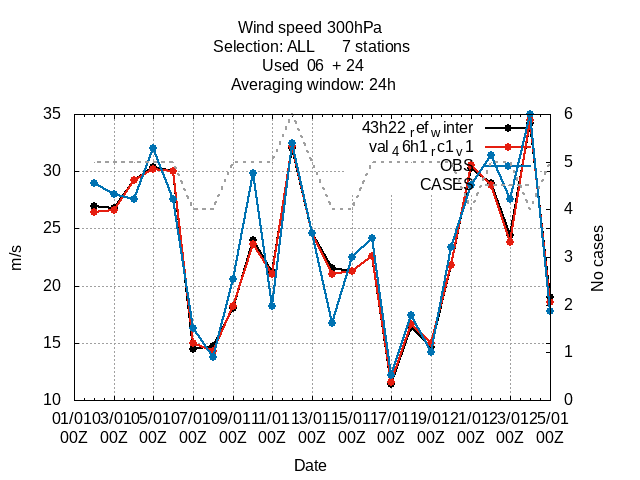 Wind speed 300hPa
Selection: ALL 7 stations
Used 06 + 24
Averaging window: 24h
35
30
25
20
15
10
6
5
4
3
2
1
0
43h22 refwinter
val46h1rc1v1
OBS
CASES
m/s
No cases
01/01 03/01 05/01 07/01 09/01 11/01 13/01 15/01 17/01 19/01 21/01 23/01 25/01
00Z 00Z 00Z 00Z 00Z 00Z 00Z 00Z 00Z 00Z 00Z 00Z 00Z
Date